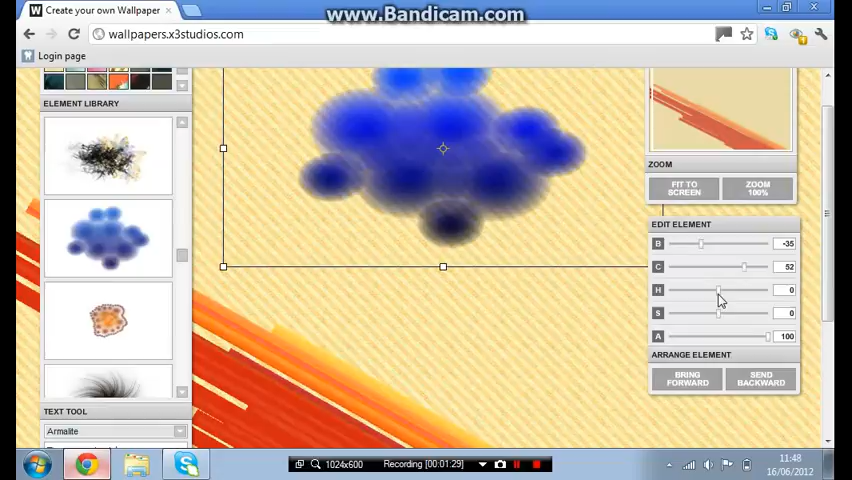 W Create your own Wallpaper ×
www.Bandicam.com
wallpapers.x3studios.com
Login page
ELEMENT LIBRARY
TEXT TOOL
Armalite
ZOOM
FIT TO SCREEN
ZOOM 100%
EDIT ELEMENT
B -35
C 52
H 0
S 0
A 100
ARRANGE ELEMENT
BRING FORWARD
SEND BACKWARD
1024x600
Recording [00:01:29]
11:48
16/06/2012